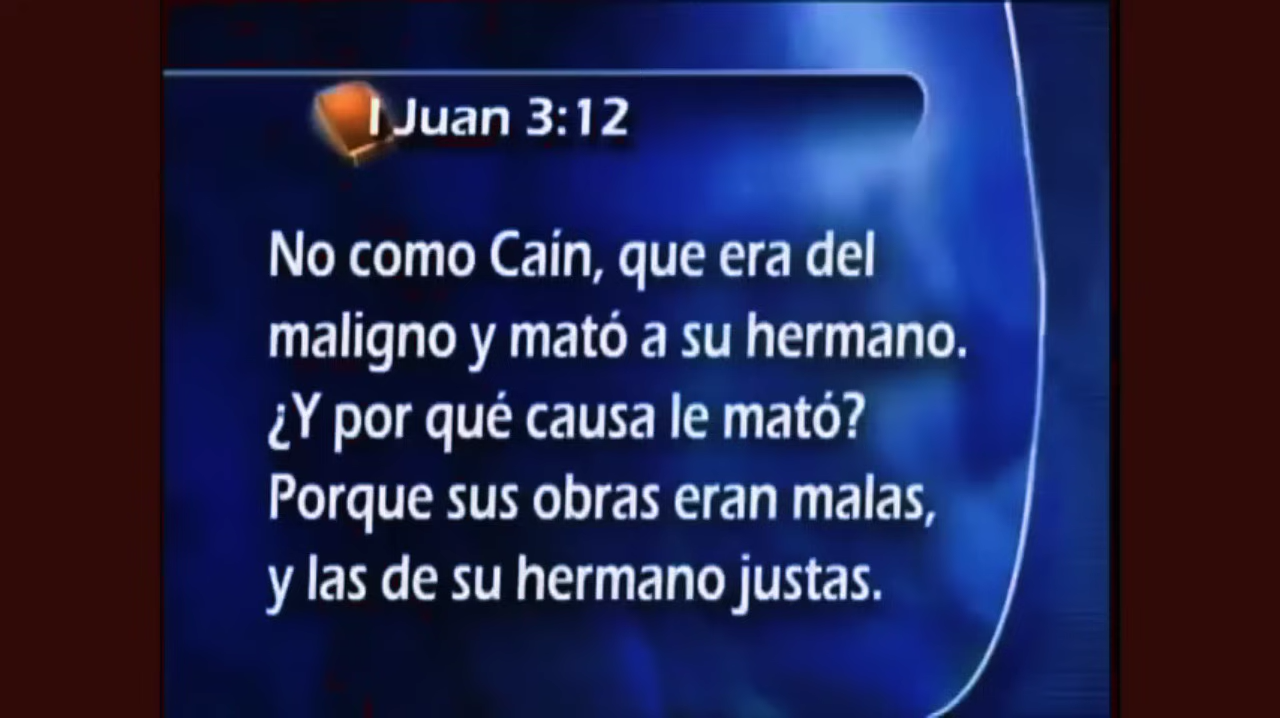 I Juan 3:12
No como Caín, que era del
maligno y mató a su hermano.
¿Y por qué causa le mató?
Porque sus obras eran malas,
y las de su hermano justas.